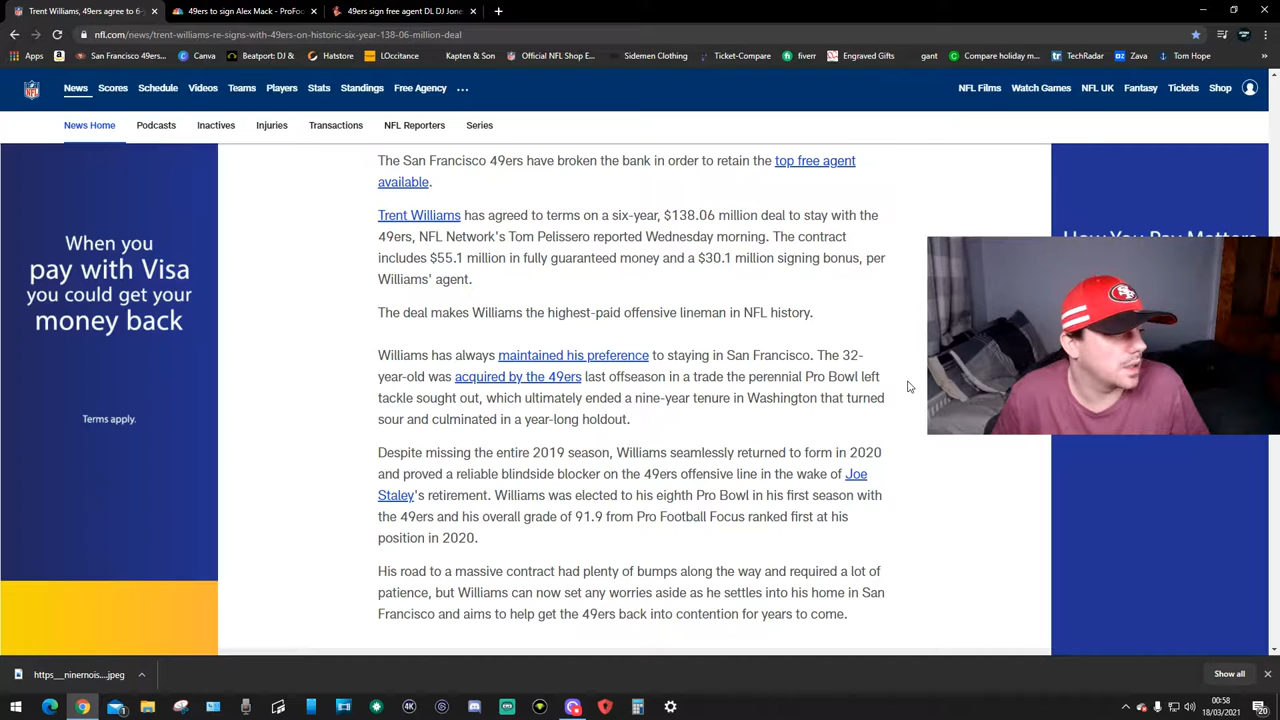 Trent Williams, 49ers agree to 6-
49ers to sign Alex Mack - ProFoo
49ers sign free agent DL DJ Jone
nfl.com/news/trent-williams-re-signs-with-49ers-on-historic-six-year-138-06-million-deal
Apps San Francisco 49ers... Canva Beatport: DJ & Hatstore LOccitance Kapten & Son Official NFL Shop E... Sidemen Clothing Ticket-Compare fiverr Engraved Gifts gant Compare holiday m... TechRadar Zava Tom Hope
News Scores Schedule Videos Teams Players Stats Standings Free Agency ... NFL Films Watch Games NFL UK Fantasy Tickets Shop
News Home Podcasts Inactives Injuries Transactions NFL Reporters Series
The San Francisco 49ers have broken the bank in order to retain the top free agent
available.
Trent Williams has agreed to terms on a six-year, $138.06 million deal to stay with the
49ers, NFL Network's Tom Pelissero reported Wednesday morning. The contract
includes $55.1 million in fully guaranteed money and a $30.1 million signing bonus, per
Williams' agent.
The deal makes Williams the highest-paid offensive lineman in NFL history.
Williams has always maintained his preference to staying in San Francisco. The 32-
year-old was acquired by the 49ers last offseason in a trade the perennial Pro Bowl left
tackle sought out, which ultimately ended a nine-year tenure in Washington that turned
sour and culminated in a year-long holdout.
Despite missing the entire 2019 season, Williams seamlessly returned to form in 2020
and proved a reliable blindside blocker on the 49ers offensive line in the wake of Joe
Staley's retirement. Williams was elected to his eighth Pro Bowl in his first season with
the 49ers and his overall grade of 91.9 from Pro Football Focus ranked first at his
position in 2020.
His road to a massive contract had plenty of bumps along the way and required a lot of
patience, but Williams can now set any worries aside as he settles into his home in San
Francisco and aims to help get the 49ers back into contention for years to come.
When you
pay with Visa
you could get your
money back
Terms apply.
SF
https__ninernois....jpeg
Show all
4K
00:58
18/03/2021
20